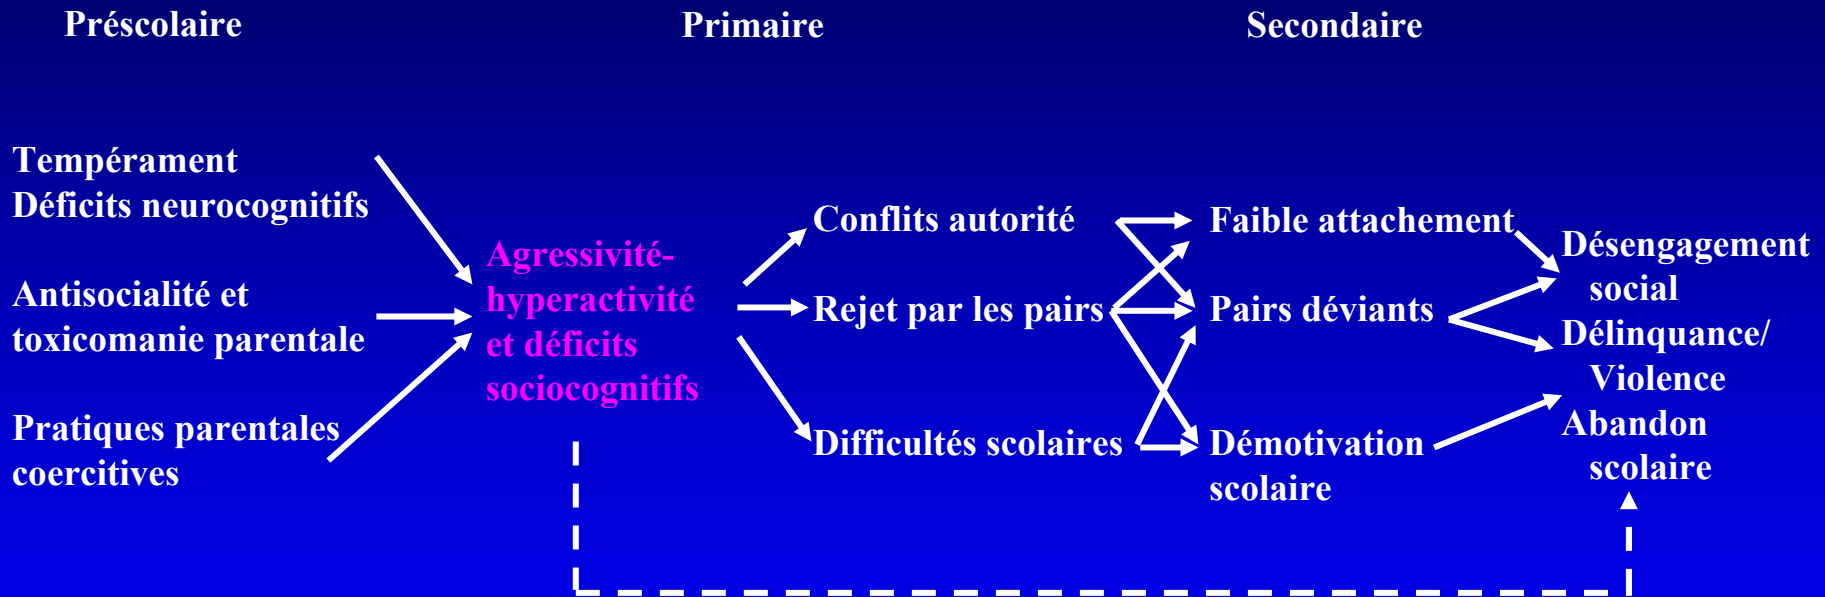 Préscolaire
Primaire
Secondaire
Tempérament
Déficits neurocognitifs
Antisocialité et
toxicomanie parentale
Pratiques parentales
coercitives
Agressivité-
hyperactivité
et déficits
sociocognitifs
Conflits autorité
Rejet par les pairs
Difficultés scolaires
Faible attachement
Pairs déviants
Démotivation
scolaire
Désengagement
social
Délinquance/
Violence
Abandon
scolaire